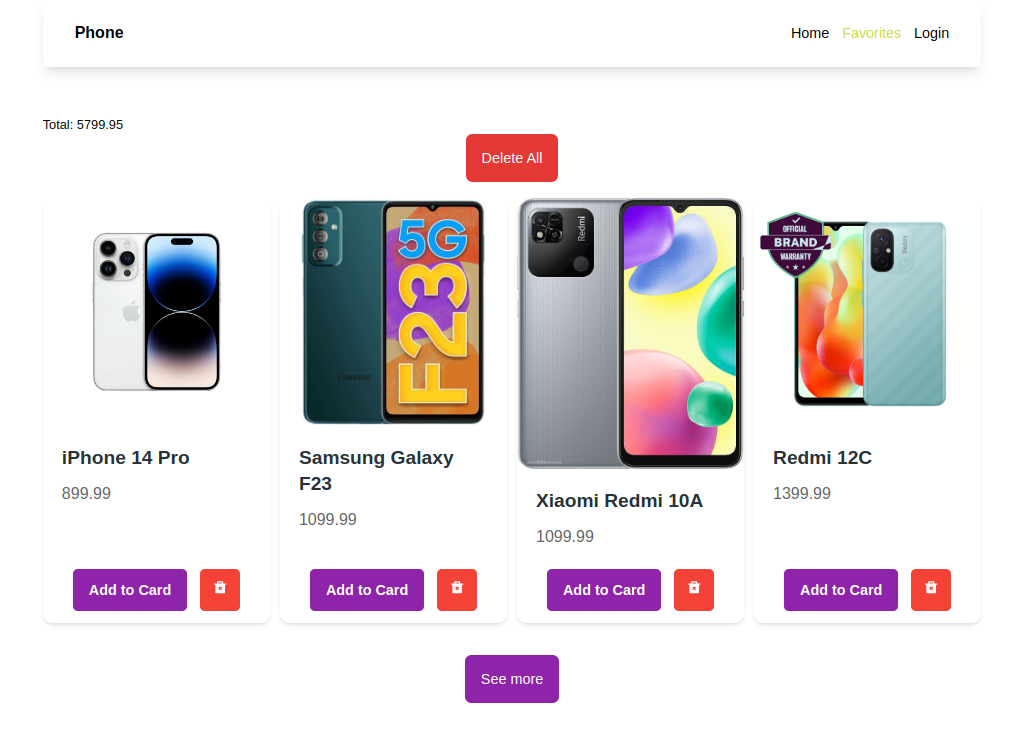 Phone
Home Favorites Login
Total: 5799.95
Delete All
5G
F23
SAMSUNG
Redmi
OFFICIAL
BRAND
WARRANTY
Redmi
iPhone 14 Pro
899.99
Add to Card
Samsung Galaxy
F23
1099.99
Add to Card
Xiaomi Redmi 10A
1099.99
Add to Card
Redmi 12C
1399.99
Add to Card
See more